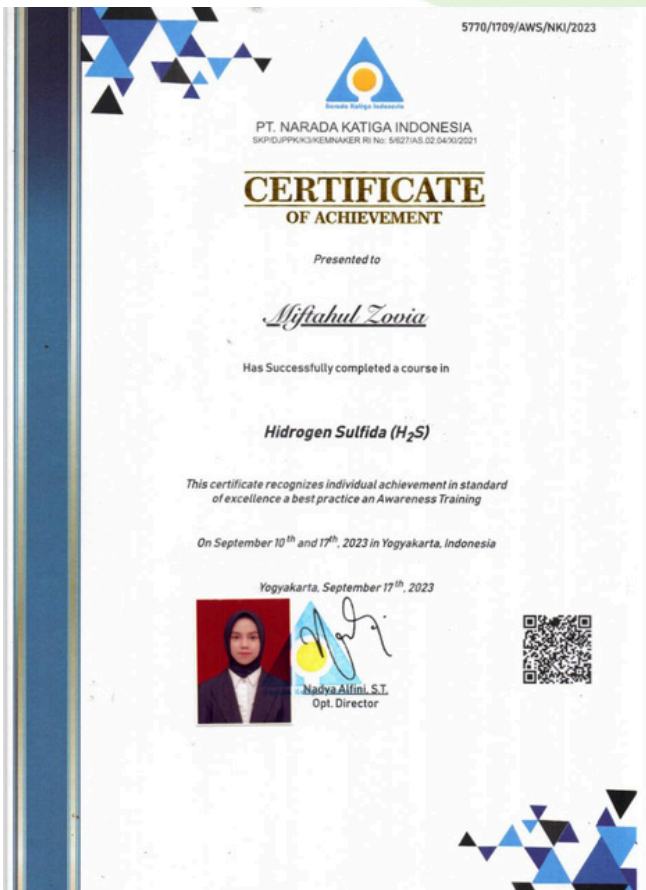 5770/1709/AWS/NKI/2023
Narada Katiga Indonesia
PT. NARADA KATIGA INDONESIA
SKP/DJPPK/K3/KEMNAKER RI No: 5/627/AS.02.04/XI/2021
CERTIFICATE
OF ACHIEVEMENT
Presented to
Miftahul Zovia
Has Successfully completed a course in
Hidrogen Sulfida (H₂S)
This certificate recognizes individual achievement in standard
of excellence a best practice an Awareness Training
On September 10th and 17th, 2023 in Yogyakarta, Indonesia
Yogyakarta, September 17th, 2023
Nadya Alfini, S.T.
Opt. Director